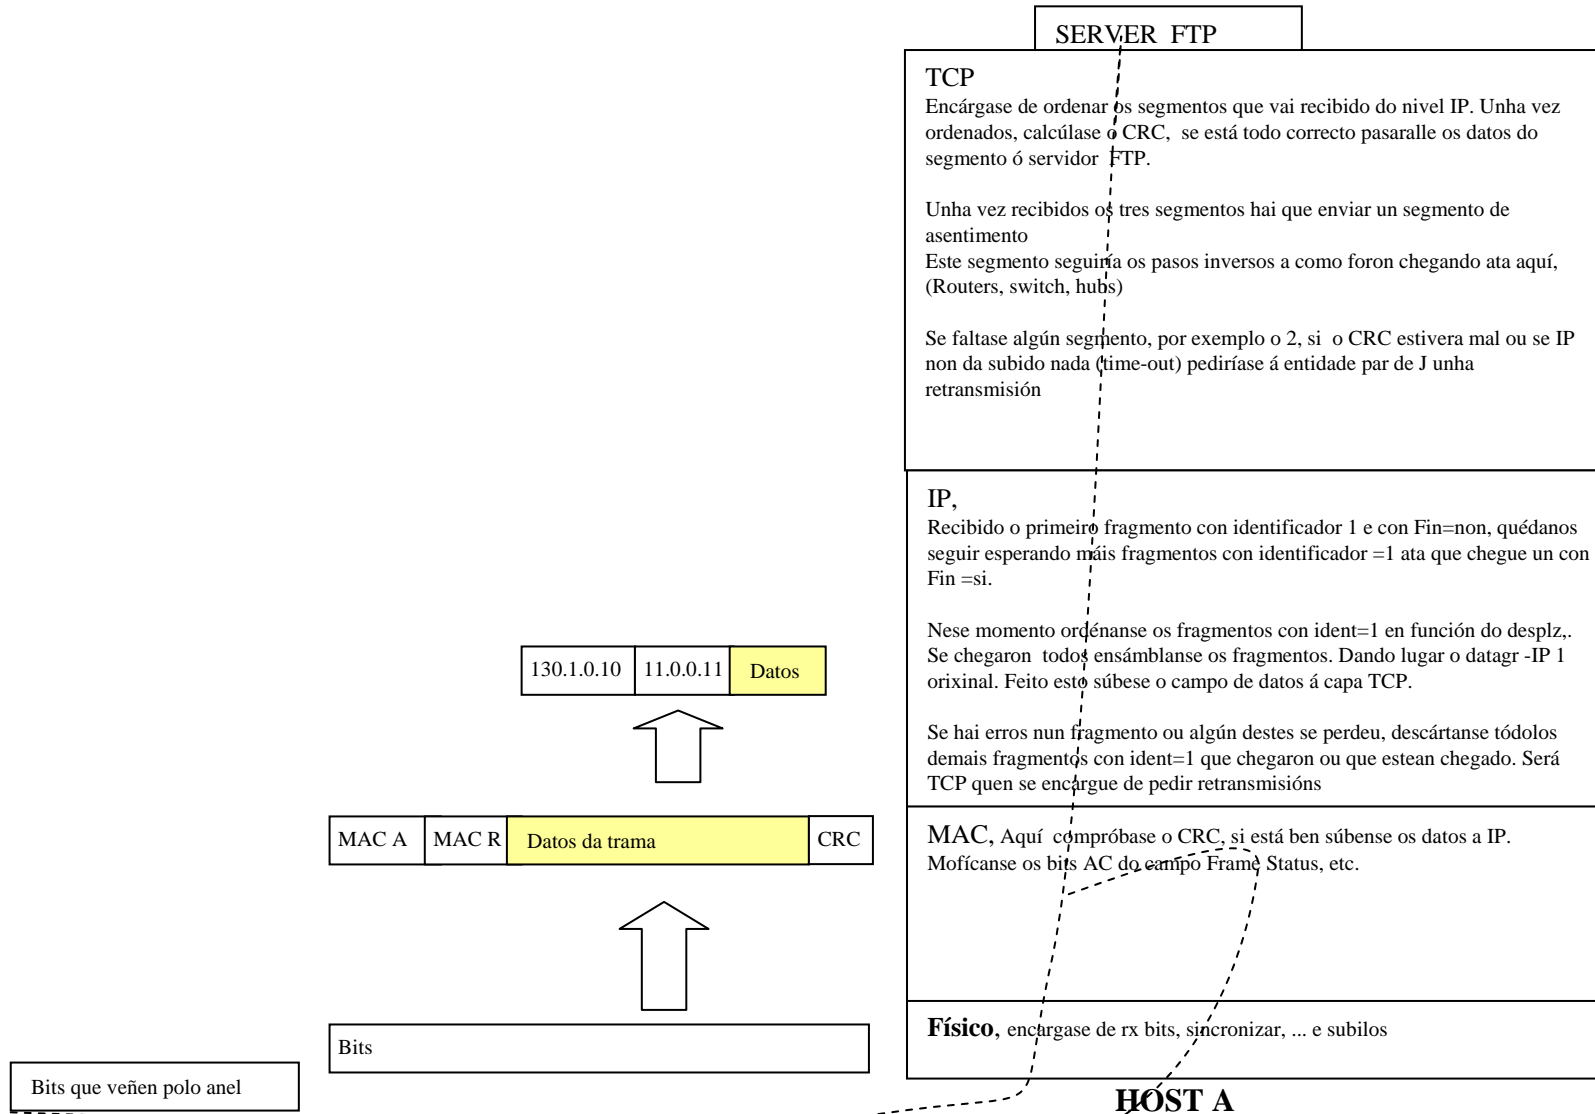 SERVER FTP
TCP
Encárgase de ordenar os segmentos que vai recibido do nivel IP. Unha vez
ordenados, calcúlase o CRC, se está todo correcto pasaralle os datos do
segmento ó servidor FTP.
Unha vez recibidos os tres segmentos hai que enviar un segmento de
asentimento
Este segmento seguiría os pasos inversos a como foron chegando ata aquí,
(Routers, switch, hubs)
Se faltase algún segmento, por exemplo o 2, si o CRC estivera mal ou se IP
non da subido nada (time-out) pediríase á entidade par de J unha
retransmisión
IP,
Recibido o primeiro fragmento con identificador 1 e con Fin=non, quédanos
seguir esperando máis fragmentos con identificador =1 ata que chegue un con
Fin =si.
Nese momento ordénanse os fragmentos con ident=1 en función do desplz,.
Se chegaron todos ensámblanse os fragmentos. Dando lugar o datagr -IP 1
orixinal. Feito esto súbese o campo de datos á capa TCP.
Se hai erros nun fragmento ou algún destes se perdeu, descártanse tódolos
demais fragmentos con ident=1 que chegaron ou que estean chegado. Será
TCP quen se encargue de pedir retransmisións
130.1.0.10 11.0.0.11 Datos
MAC A MAC R Datos da trama CRC
MAC, Aquí compróbase o CRC, si está ben súbense os datos a IP.
Mofícanse os bits AC do campo Frame Status, etc.
Físico, encargase de rx bits, sincronizar, ... e subilos
Bits
Bits que veñen polo anel
HOST A